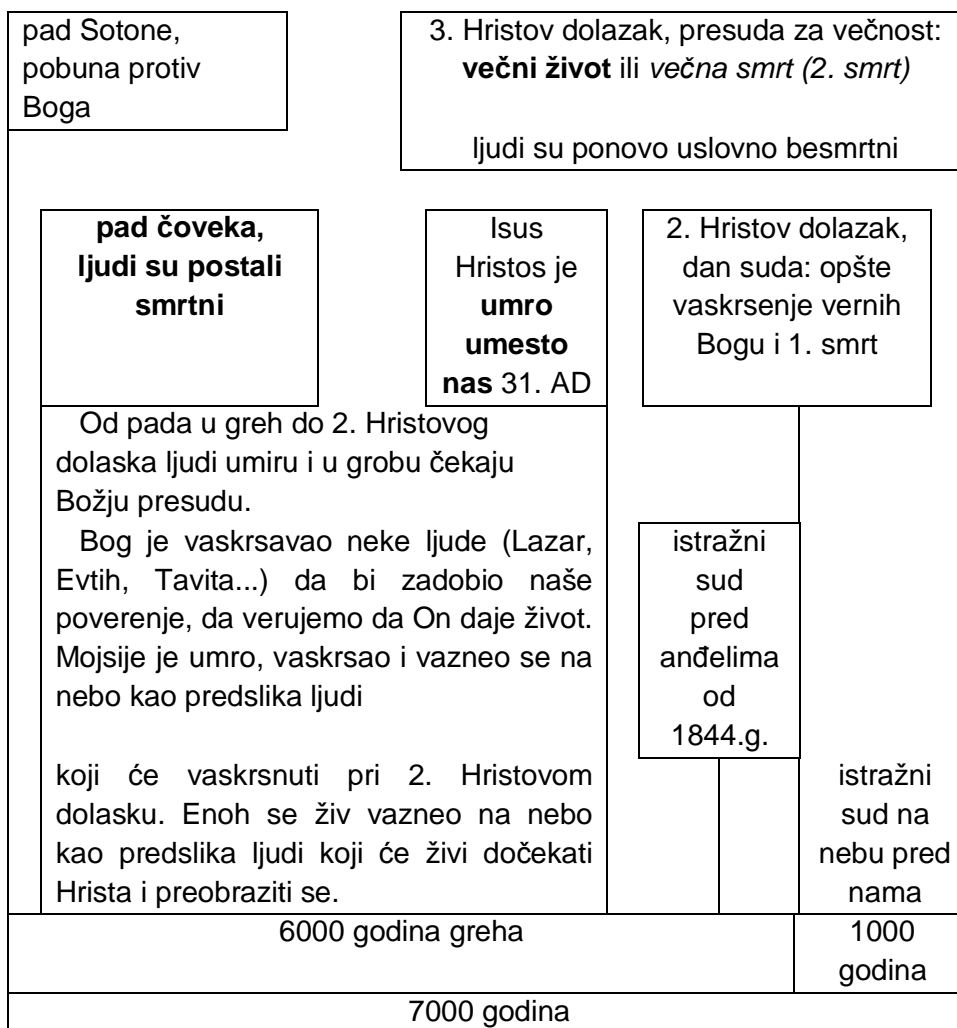 pad Sotone,
pobuna protiv
Boga
3. Hristov dolazak, presuda za večnost:
večni život ili večna smrt (2. smrt)
ljudi su ponovo uslovno besmrtni
pad čoveka,
ljudi su postali
smrtni
Isus
Hristos je
umro
umesto
nas 31. AD
2. Hristov dolazak,
dan suda: opšte
vaskrsenje vernih
Bogu i 1. smrt
Od pada u greh do 2. Hristovog
dolaska ljudi umiru i u grobu čekaju
Božju presudu.
Bog je vaskrsavao neke ljude (Lazar,
Evtih, Tavita...) da bi zadobio naše
poverenje, da verujemo da On daje život.
Mojsije je umro, vaskrsao i vazneo se na
nebo kao predslika ljudi
koji će vaskrsnuti pri 2. Hristovom
dolasku. Enoh se živ vazneo na nebo
kao predslika ljudi koji će živi dočekati
Hrista i preobraziti se.
istražni
sud
pred
anđelima
od
1844.g.
istražni
sud na
nebu pred
nama
6000 godina greha
1000
godina
7000 godina